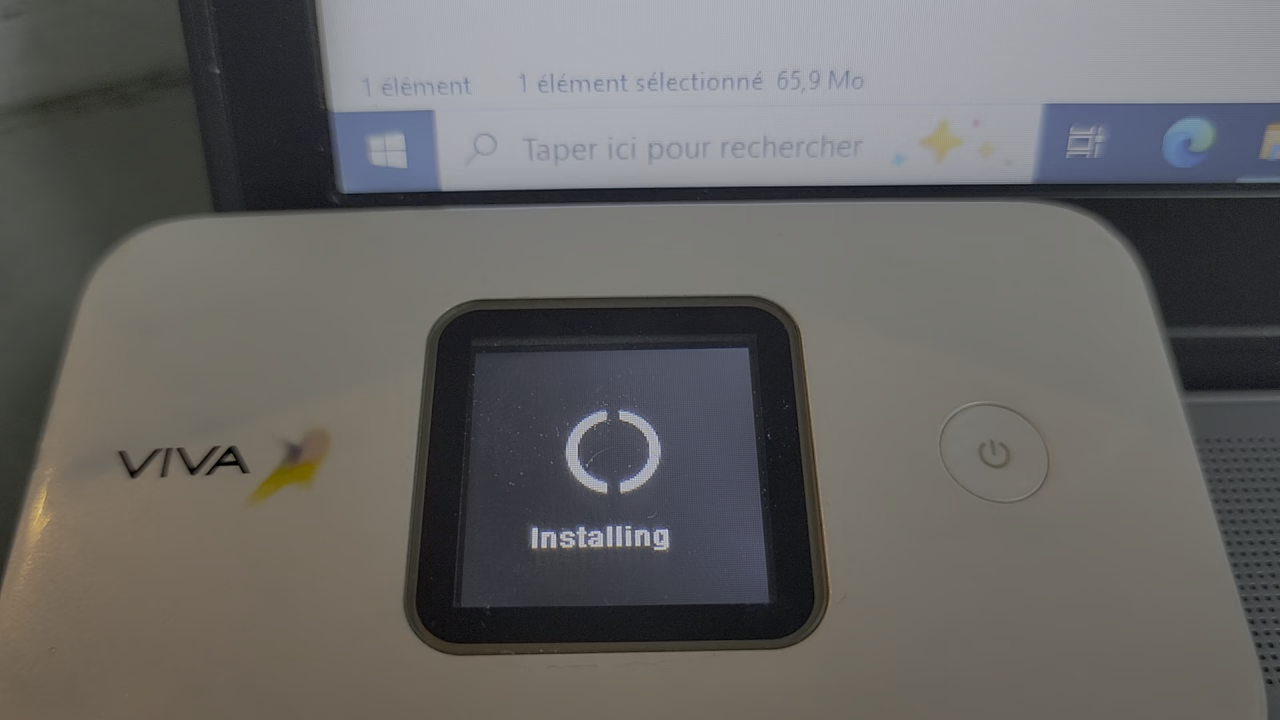 1 élément 1 élément sélectionné 65,9 Mo
Taper ici pour rechercher
VIVA
Installing